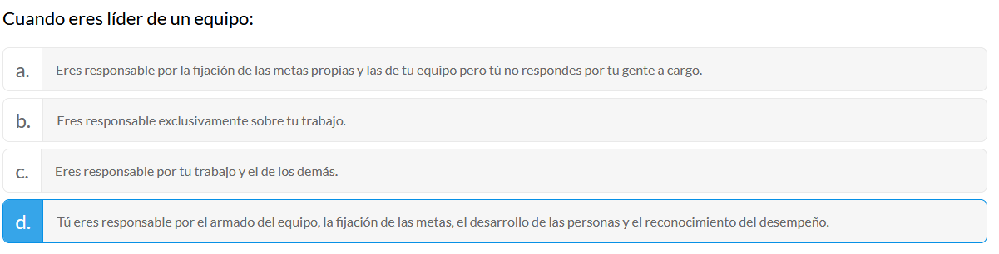 Cuando eres líder de un equipo:
a. Eres responsable por la fijación de las metas propias y las de tu equipo pero tú no respondes por tu gente a cargo.
b. Eres responsable exclusivamente sobre tu trabajo.
c. Eres responsable por tu trabajo y el de los demás.
d. Tú eres responsable por el armado del equipo, la fijación de las metas, el desarrollo de las personas y el reconocimiento del desempeño.